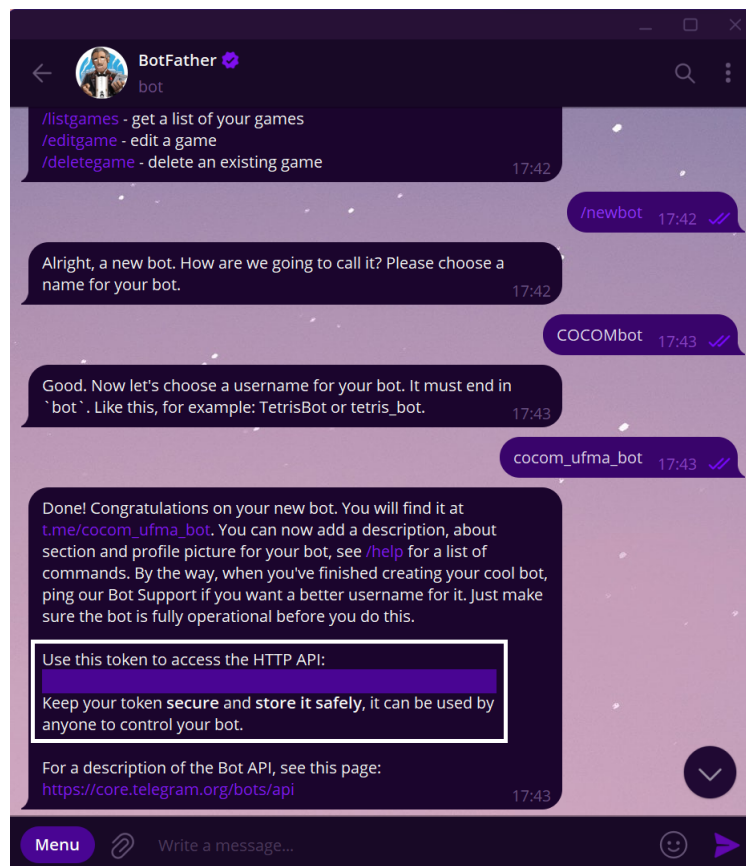 BotFather
bot
/listgames - get a list of your games
/editgame - edit a game
/deletegame - delete an existing game
17:42
/newbot 17:42
Alright, a new bot. How are we going to call it? Please choose a
name for your bot.
17:42
COCOMbot 17:43
Good. Now let's choose a username for your bot. It must end in
`bot`. Like this, for example: TetrisBot or tetris_bot.
17:43
cocom_ufma_bot 17:43
Done! Congratulations on your new bot. You will find it at
t.me/cocom_ufma_bot. You can now add a description, about
section and profile picture for your bot, see /help for a list of
commands. By the way, when you've finished creating your cool bot,
ping our Bot Support if you want a better username for it. Just make
sure the bot is fully operational before you do this.
Use this token to access the HTTP API:
Keep your token secure and store it safely, it can be used by
anyone to control your bot.
For a description of the Bot API, see this page:
https://core.telegram.org/bots/api
17:43
Menu
Write a message...